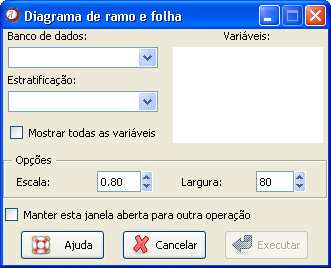 Diagrama de ramo e folha
Banco de dados:
Variáveis:
Estratificação:
Mostrar todas as variáveis
Opções
Escala: 0.80 Largura: 80
Manter esta janela aberta para outra operação
Ajuda Cancelar Executar